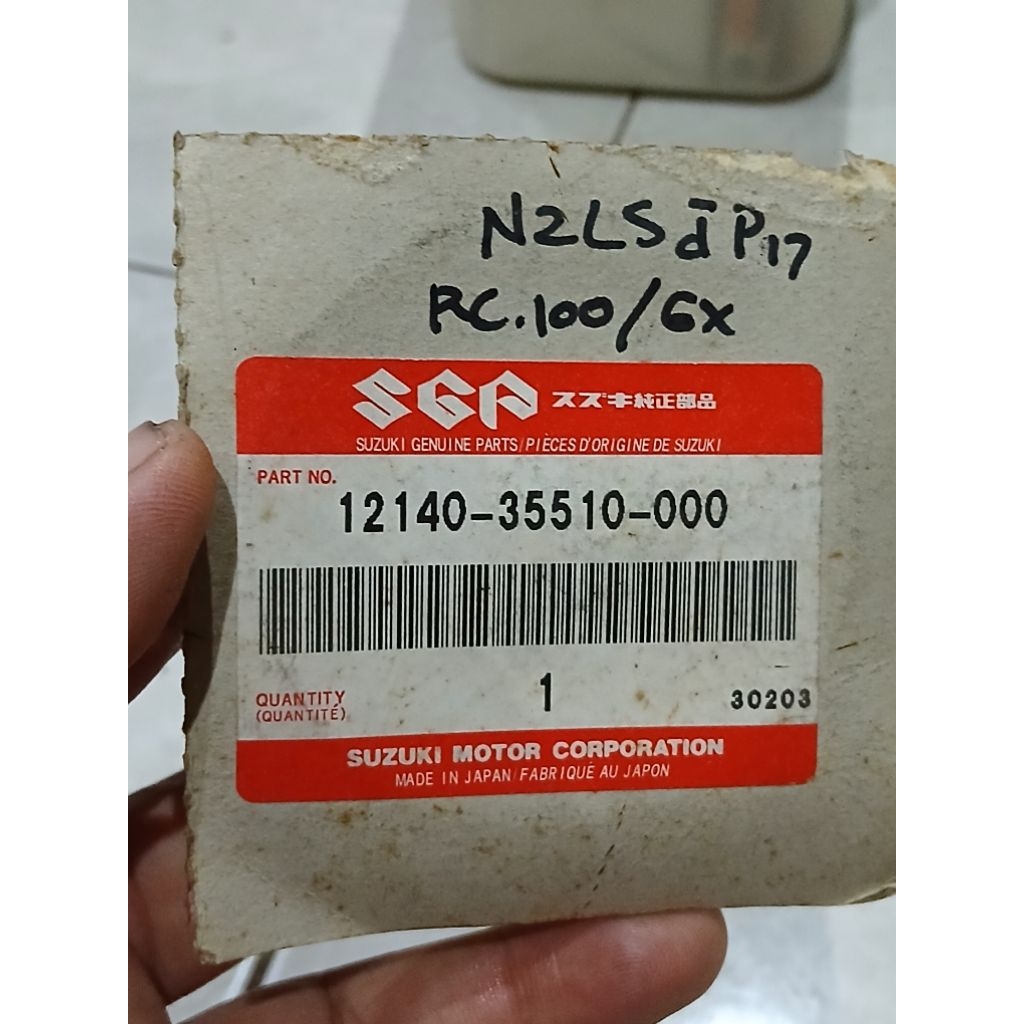 N2LS đP17
RC.100/GX
SGP スズキ純正部品
SUZUKI GENUINE PARTS/PIÈCES D'ORIGINE DE SUZUKI
PART NO.
12140-35510-000
QUANTITY 1 30203
(QUANTITÉ)
SUZUKI MOTOR CORPORATION
MADE IN JAPAN/FABRIQUÉ AU JAPON